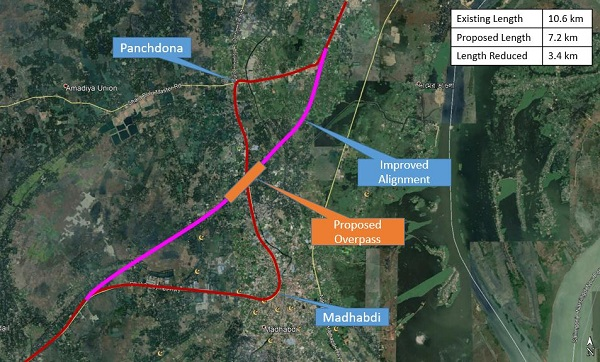 Existing Length 10.6 km
Proposed Length 7.2 km
Length Reduced 3.4 km
Panchdona
Amadiya Union
Improved
Alignment
Proposed
Overpass
Madhabdi
Madhabdi
N